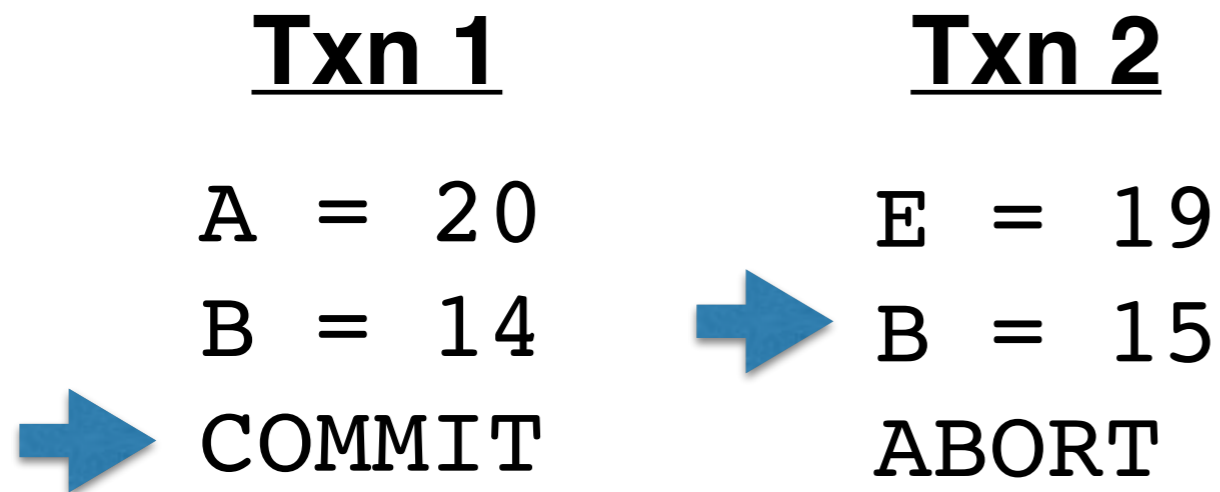 Txn 1
A = 20
B = 14
COMMIT
Txn 2
E = 19
B = 15
ABORT